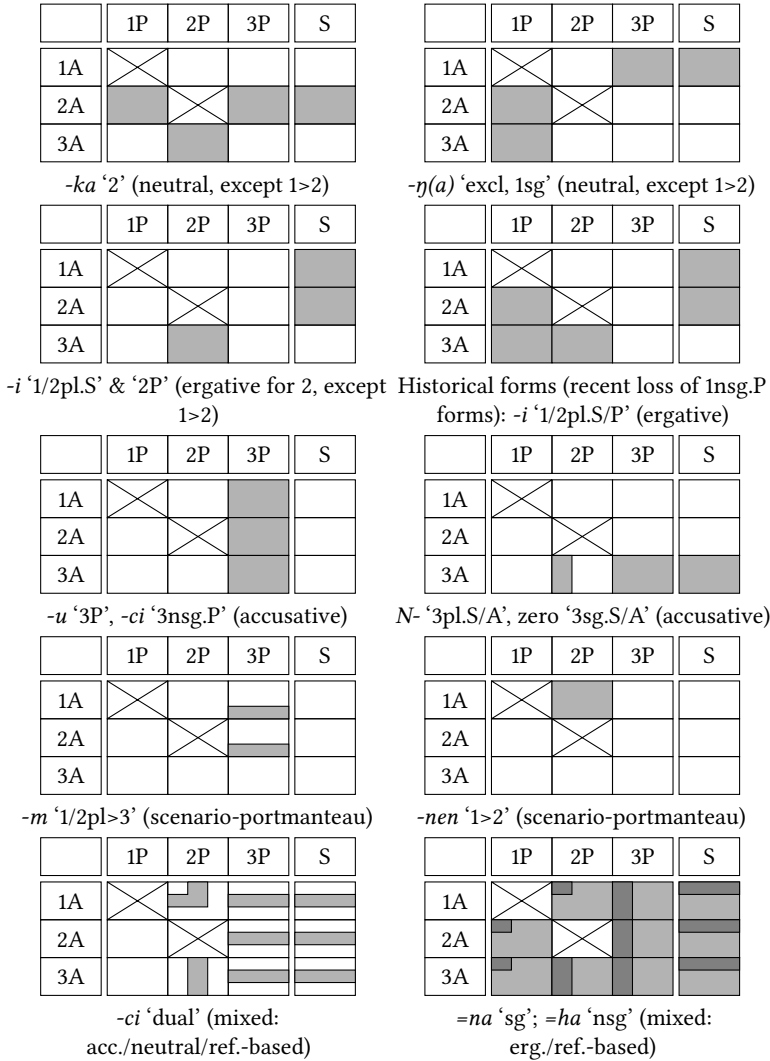 1P 2P 3P S
1A
2A
3A
-ka ‘2’ (neutral, except 1>2)
1P 2P 3P S
1A
2A
3A
-ŋ(a) ‘excl, 1sg’ (neutral, except 1>2)
1P 2P 3P S
1A
2A
3A
-i ‘1/2pl.S’ & ‘2P’ (ergative for 2, except
1>2)
1P 2P 3P S
1A
2A
3A
Historical forms (recent loss of 1nsg.P
forms): -i ‘1/2pl.S/P’ (ergative)
1P 2P 3P S
1A
2A
3A
-u ‘3P’, -ci ‘3nsg.P’ (accusative)
1P 2P 3P S
1A
2A
3A
N- ‘3pl.S/A’, zero ‘3sg.S/A’ (accusative)
1P 2P 3P S
1A
2A
3A
-m ‘1/2pl>3’ (scenario-portmanteau)
1P 2P 3P S
1A
2A
3A
-nen ‘1>2’ (scenario-portmanteau)
1P 2P 3P S
1A
2A
3A
-ci ‘dual’ (mixed:
acc./neutral/ref.-based)
1P 2P 3P S
1A
2A
3A
=na ‘sg’; =ha ‘nsg’ (mixed:
erg./ref.-based)